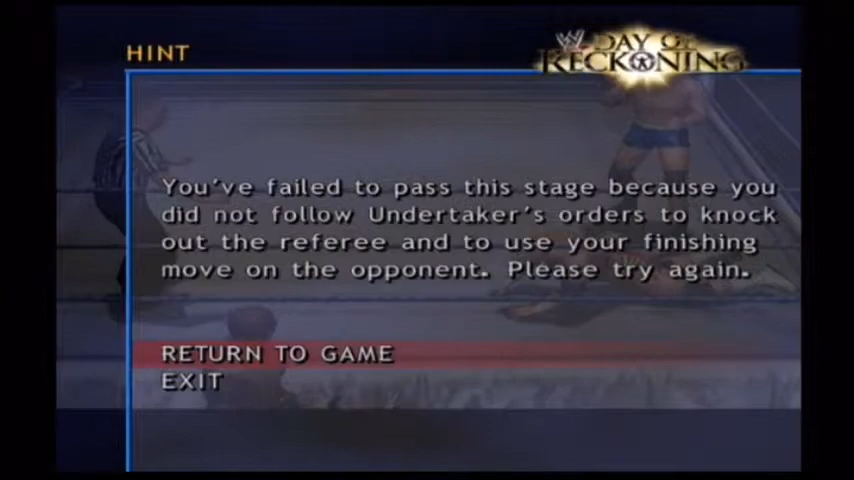 HINT
W DAY OF
RECKONING
You've failed to pass this stage because you
did not follow Undertaker's orders to knock
out the referee and to use your finishing
move on the opponent. Please try again.
RETURN TO GAME
EXIT